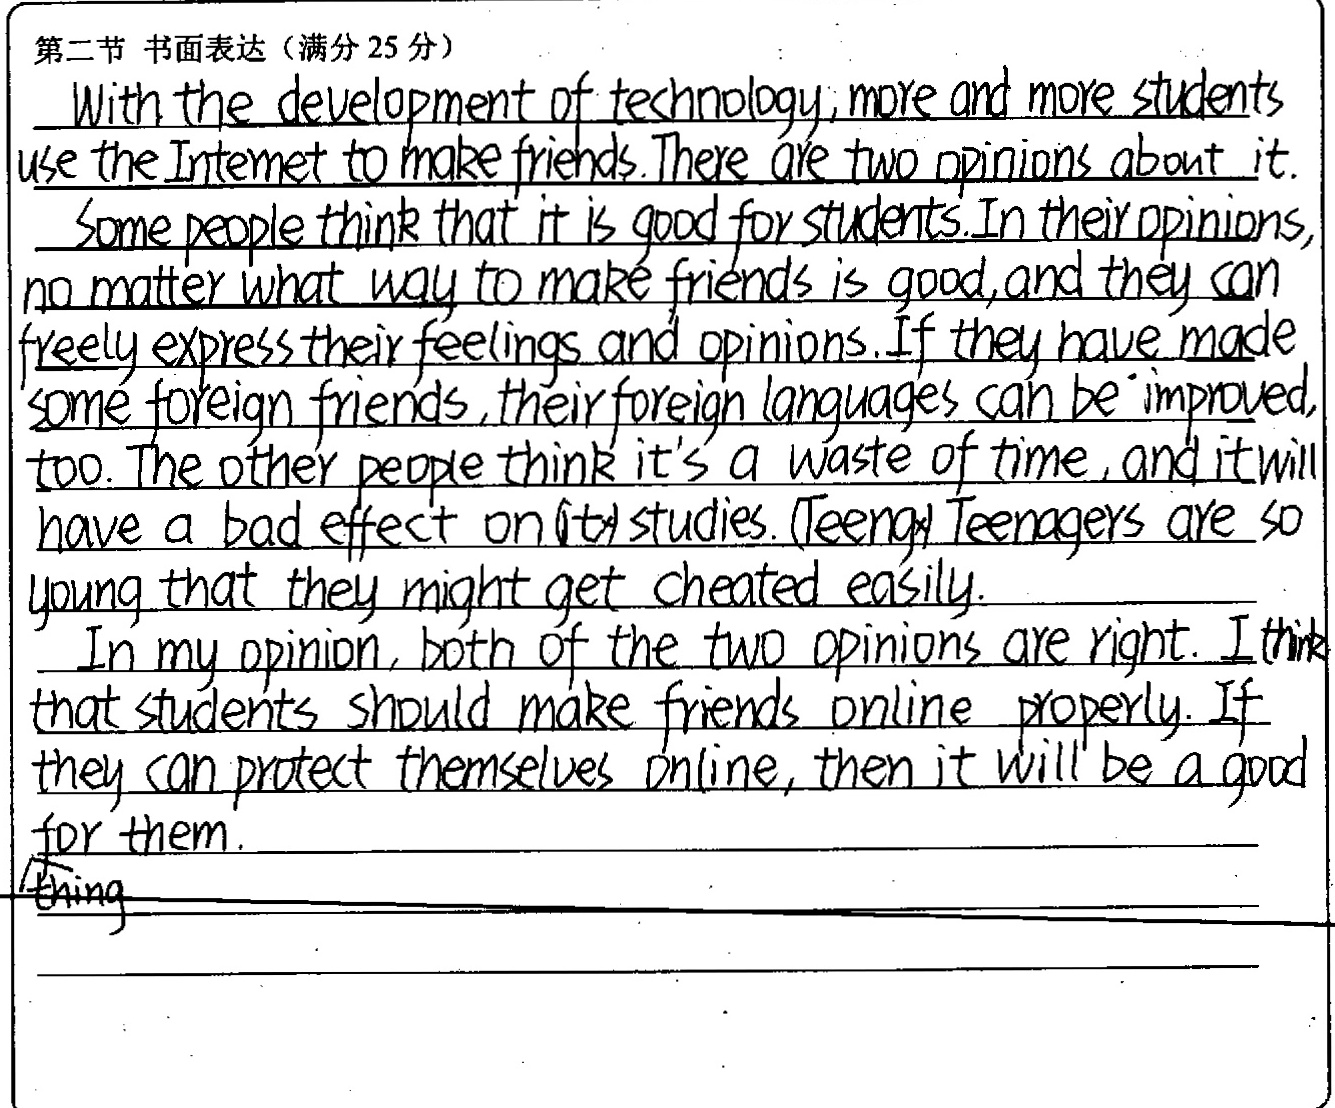 第二节 书面表达（满分 25 分）
With the development of technology, more and more students
use the Internet to make friends. There are two opinions about it.
Some people think that it is good for students. In their opinions,
no matter what way to make friends is good, and they can
freely express their feelings and opinions. If they have made
some foreign friends, their foreign languages can be improved,
too. The other people think it's a waste of time, and it will
have a bad effect on (it) studies. (Teeng) Teenagers are so
young that they might get cheated easily.
In my opinion, both of the two opinions are right. I think
that students should make friends online properly. If
they can protect themselves online, then it will be a good
for them.
thing